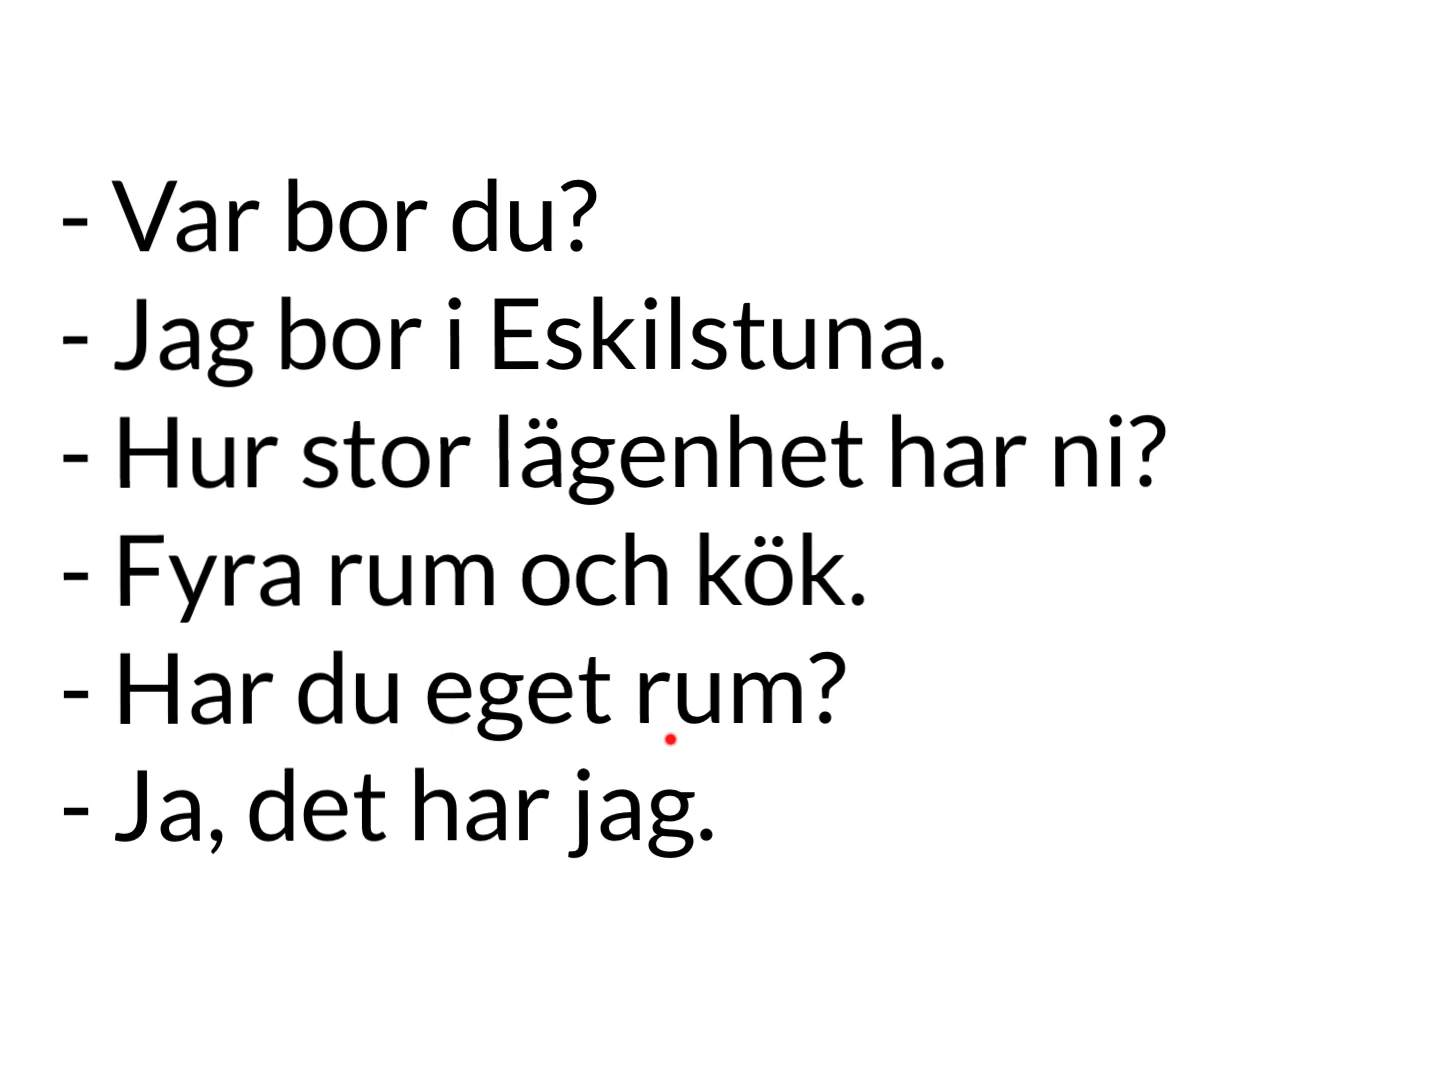 - Var bor du?
- Jag bor i Eskilstuna.
- Hur stor lägenhet har ni?
- Fyra rum och kök.
- Har du eget rum?
- Ja, det har jag.